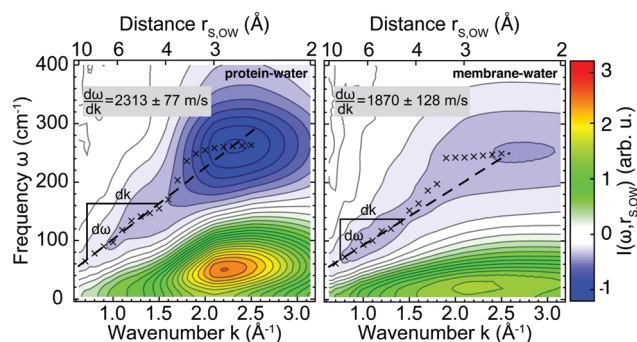 Distance r_S,OW (Å)
10 6 4 3 2
Distance r_S,OW (Å)
10 6 4 3 2
Frequency ω (cm⁻¹)
400
300
200
100
0
protein-water
dω/dk =2313 ± 77 m/s
dk
dω
membrane-water
dω/dk =1870 ± 128 m/s
dk
dω
1.0 1.5 2.0 2.5 3.0
Wavenumber k (Å⁻¹)
1.0 1.5 2.0 2.5 3.0
Wavenumber k (Å⁻¹)
3
2
1
0
-1
I(ω,r_S,OW) (arb. u.)